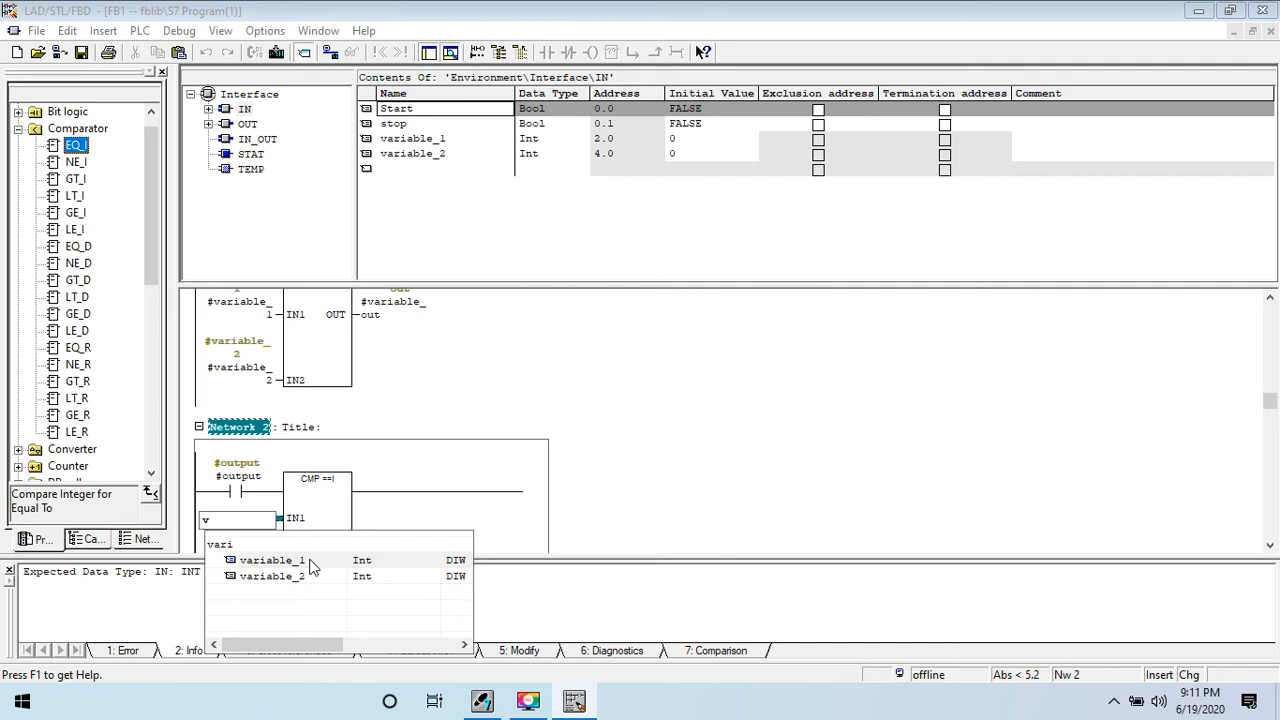 LAD/STL/FBD - [FB1 -- fblib\S7 Program(1)]
File Edit Insert PLC Debug View Options Window Help
Bit logic
Comparator
EQ_I
NE_I
GT_I
LT_I
GE_I
LE_I
EQ_D
NE_D
GT_D
LT_D
GE_D
LE_D
EQ_R
NE_R
GT_R
LT_R
GE_R
LE_R
Converter
Counter
Compare Integer for
Equal To
Pr... Ca... Net...
Interface
IN
OUT
IN_OUT
STAT
TEMP
Contents Of: 'Environment\Interface\IN'
Name Data Type Address Initial Value Exclusion address Termination address Comment
Start Bool 0.0 FALSE
stop Bool 0.1 FALSE
variable_1 Int 2.0 0
variable_2 Int 4.0 0
#variable_ #variable_
1 IN1 OUT out
#variable_
2
#variable_
2 IN2
Network 2 : Title:
#output
#output CMP ==I
v IN1
vari
variable_1 Int DIW
variable_2 Int DIW
Expected Data Type: IN: INT
1: Error 2: Info 5: Modify 6: Diagnostics 7: Comparison
Press F1 to get Help. offline Abs < 5.2 Nw 2 Insert Chg
9:11 PM
6/19/2020